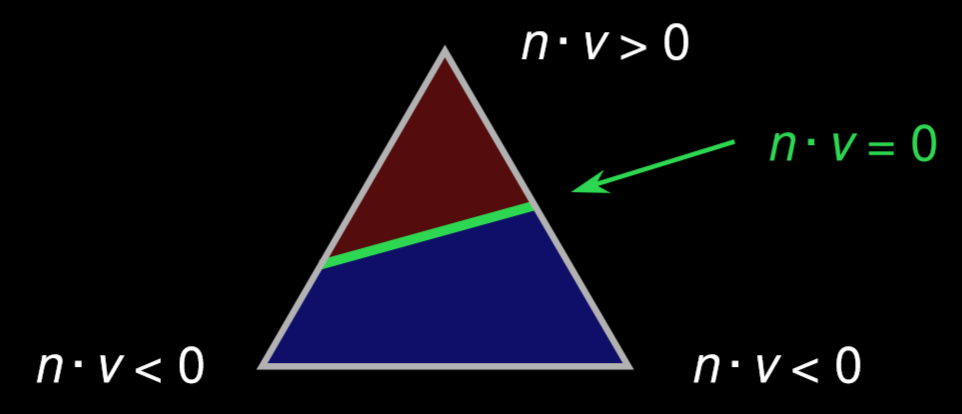 n · v > 0
n · v = 0
n · v < 0
n · v < 0